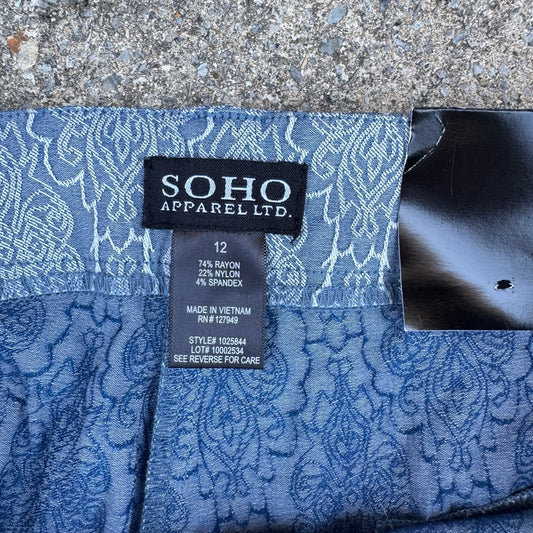 SOHO
APPAREL LTD.
12
74% RAYON
22% NYLON
4% SPANDEX
MADE IN VIETNAM
RN # 127949
STYLE# 1025844
LOT# 10002534
SEE REVERSE FOR CARE